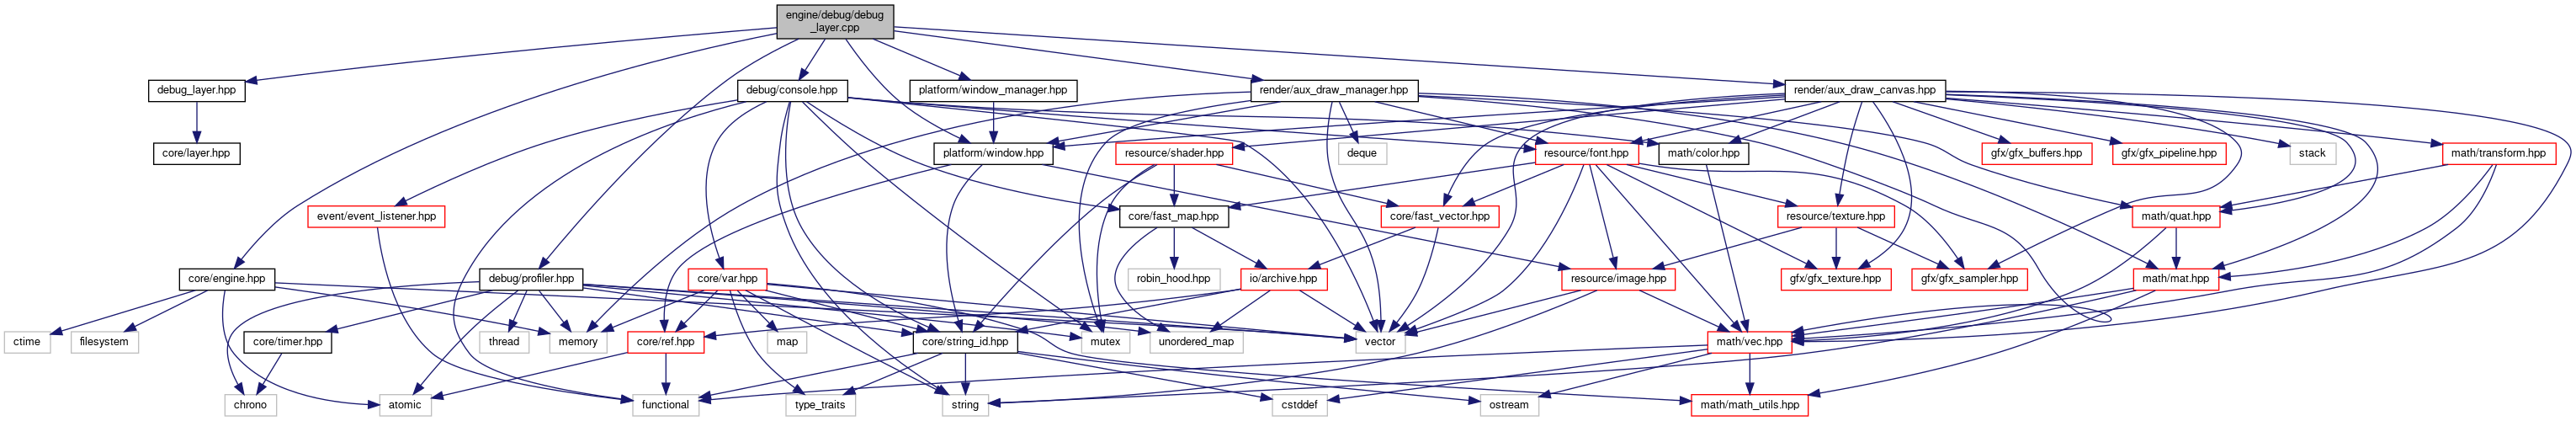 engine/debug/debug
_layer.cpp
debug_layer.hpp
debug/console.hpp
platform/window_manager.hpp
render/aux_draw_manager.hpp
render/aux_draw_canvas.hpp
core/layer.hpp
platform/window.hpp
resource/shader.hpp
deque
resource/font.hpp
math/color.hpp
gfx/gfx_buffers.hpp
gfx/gfx_pipeline.hpp
stack
math/transform.hpp
event/event_listener.hpp
core/fast_map.hpp
core/fast_vector.hpp
resource/texture.hpp
math/quat.hpp
core/engine.hpp
debug/profiler.hpp
core/var.hpp
robin_hood.hpp
io/archive.hpp
resource/image.hpp
gfx/gfx_texture.hpp
gfx/gfx_sampler.hpp
math/mat.hpp
ctime
filesystem
core/timer.hpp
thread
memory
core/ref.hpp
map
core/string_id.hpp
mutex
unordered_map
vector
math/vec.hpp
chrono
atomic
functional
type_traits
string
cstddef
ostream
math/math_utils.hpp